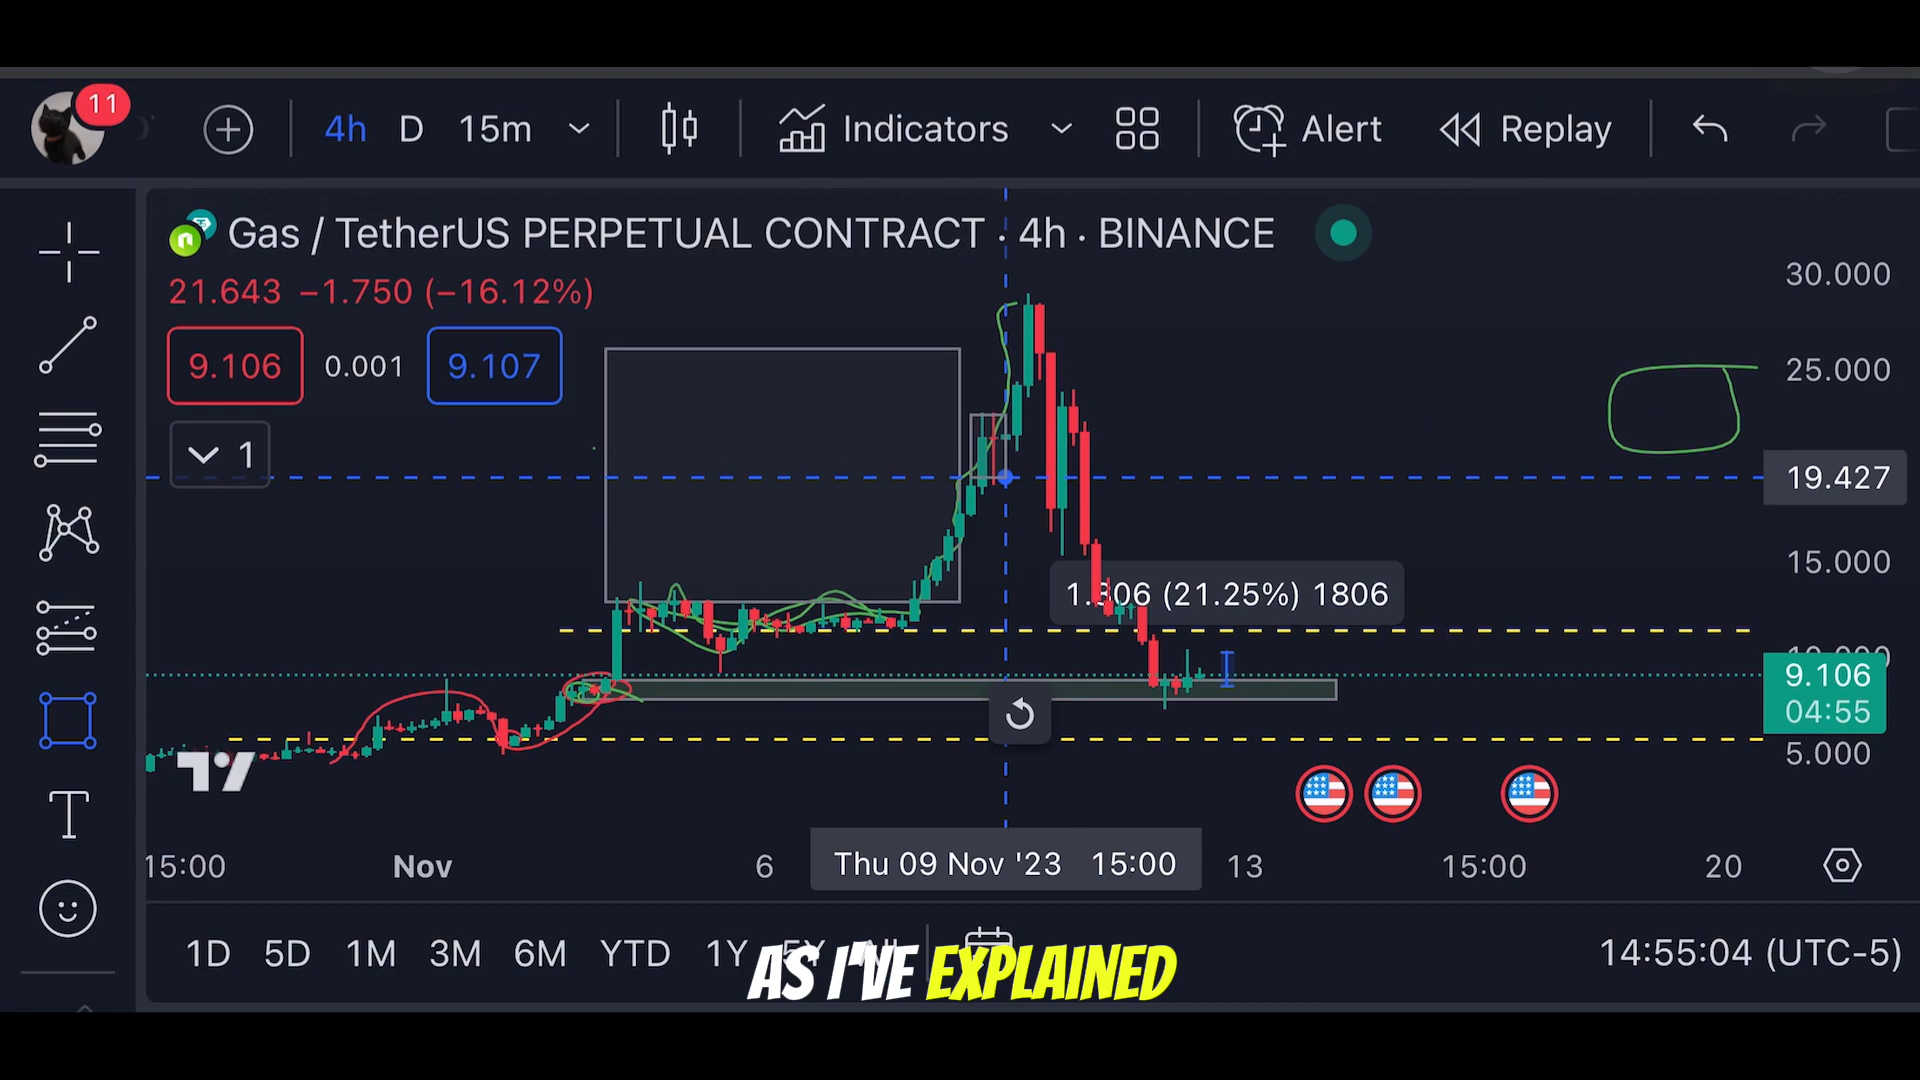 11
4h D 15m Indicators Alert Replay
Gas / TetherUS PERPETUAL CONTRACT · 4h · BINANCE
21.643 −1.750 (−16.12%)
9.106 0.001 9.107
1
30.000
25.000
19.427
15.000
1.806 (21.25%) 1806
10.000
9.106
04:55
5.000
15:00 Nov 6 Thu 09 Nov '23 15:00 13 15:00 20
1D 5D 1M 3M 6M YTD 1Y 5Y All 14:55:04 (UTC-5)
AS I'VE EXPLAINED